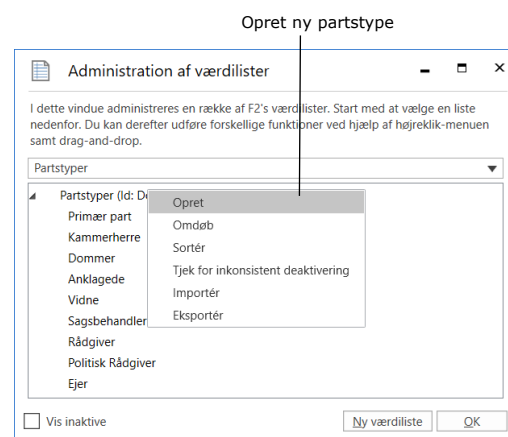 Opret ny partstype
Administration af værdilister
I dette vindue administreres en række af F2's værdilister. Start med at vælge en liste
nedenfor. Du kan derefter udføre forskellige funktioner ved hjælp af højreklik-menuen
samt drag-and-drop.
Partstyper
Partstyper (Id: De
Opret
Primær part
Omdøb
Kammerherre
Sortér
Dommer
Tjek for inkonsistent deaktivering
Anklagede
Importér
Vidne
Eksportér
Sagsbehandler
Rådgiver
Politisk Rådgiver
Ejer
Vis inaktive
Ny værdiliste
OK